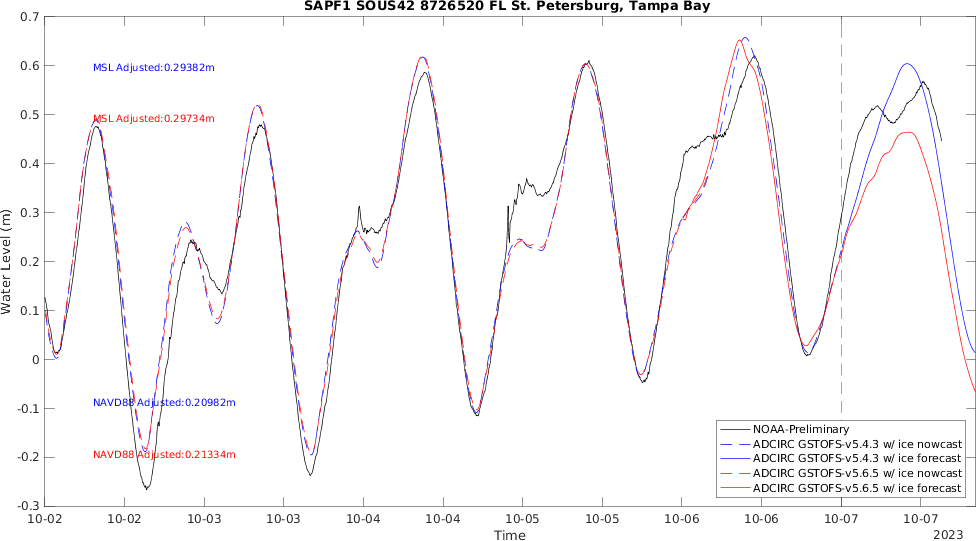 SAPF1 SOUS42 8726520 FL St. Petersburg, Tampa Bay
0.7
0.6
0.5
0.4
0.3
0.2
0.1
0
-0.1
-0.2
-0.3
Water Level (m)
MSL Adjusted:0.29382m
MSL Adjusted:0.29734m
NAVD88 Adjusted:0.20982m
NAVD88 Adjusted:0.21334m
NOAA-Preliminary
ADCIRC GSTOFS-v5.4.3 w/ ice nowcast
ADCIRC GSTOFS-v5.4.3 w/ ice forecast
ADCIRC GSTOFS-v5.6.5 w/ ice nowcast
ADCIRC GSTOFS-v5.6.5 w/ ice forecast
10-02 10-02 10-03 10-03 10-04 10-04 10-05 10-05 10-06 10-06 10-07 10-07
Time
2023